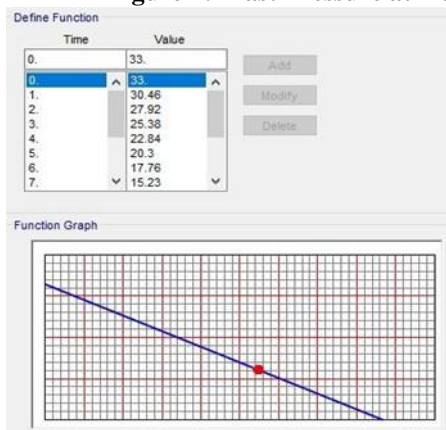 Define Function
Time Value
0. 33. Add
0. 33.
1. 30.46 Modify
2. 27.92
3. 25.38 Delete
4. 22.84
5. 20.3
6. 17.76
7. 15.23
Function Graph